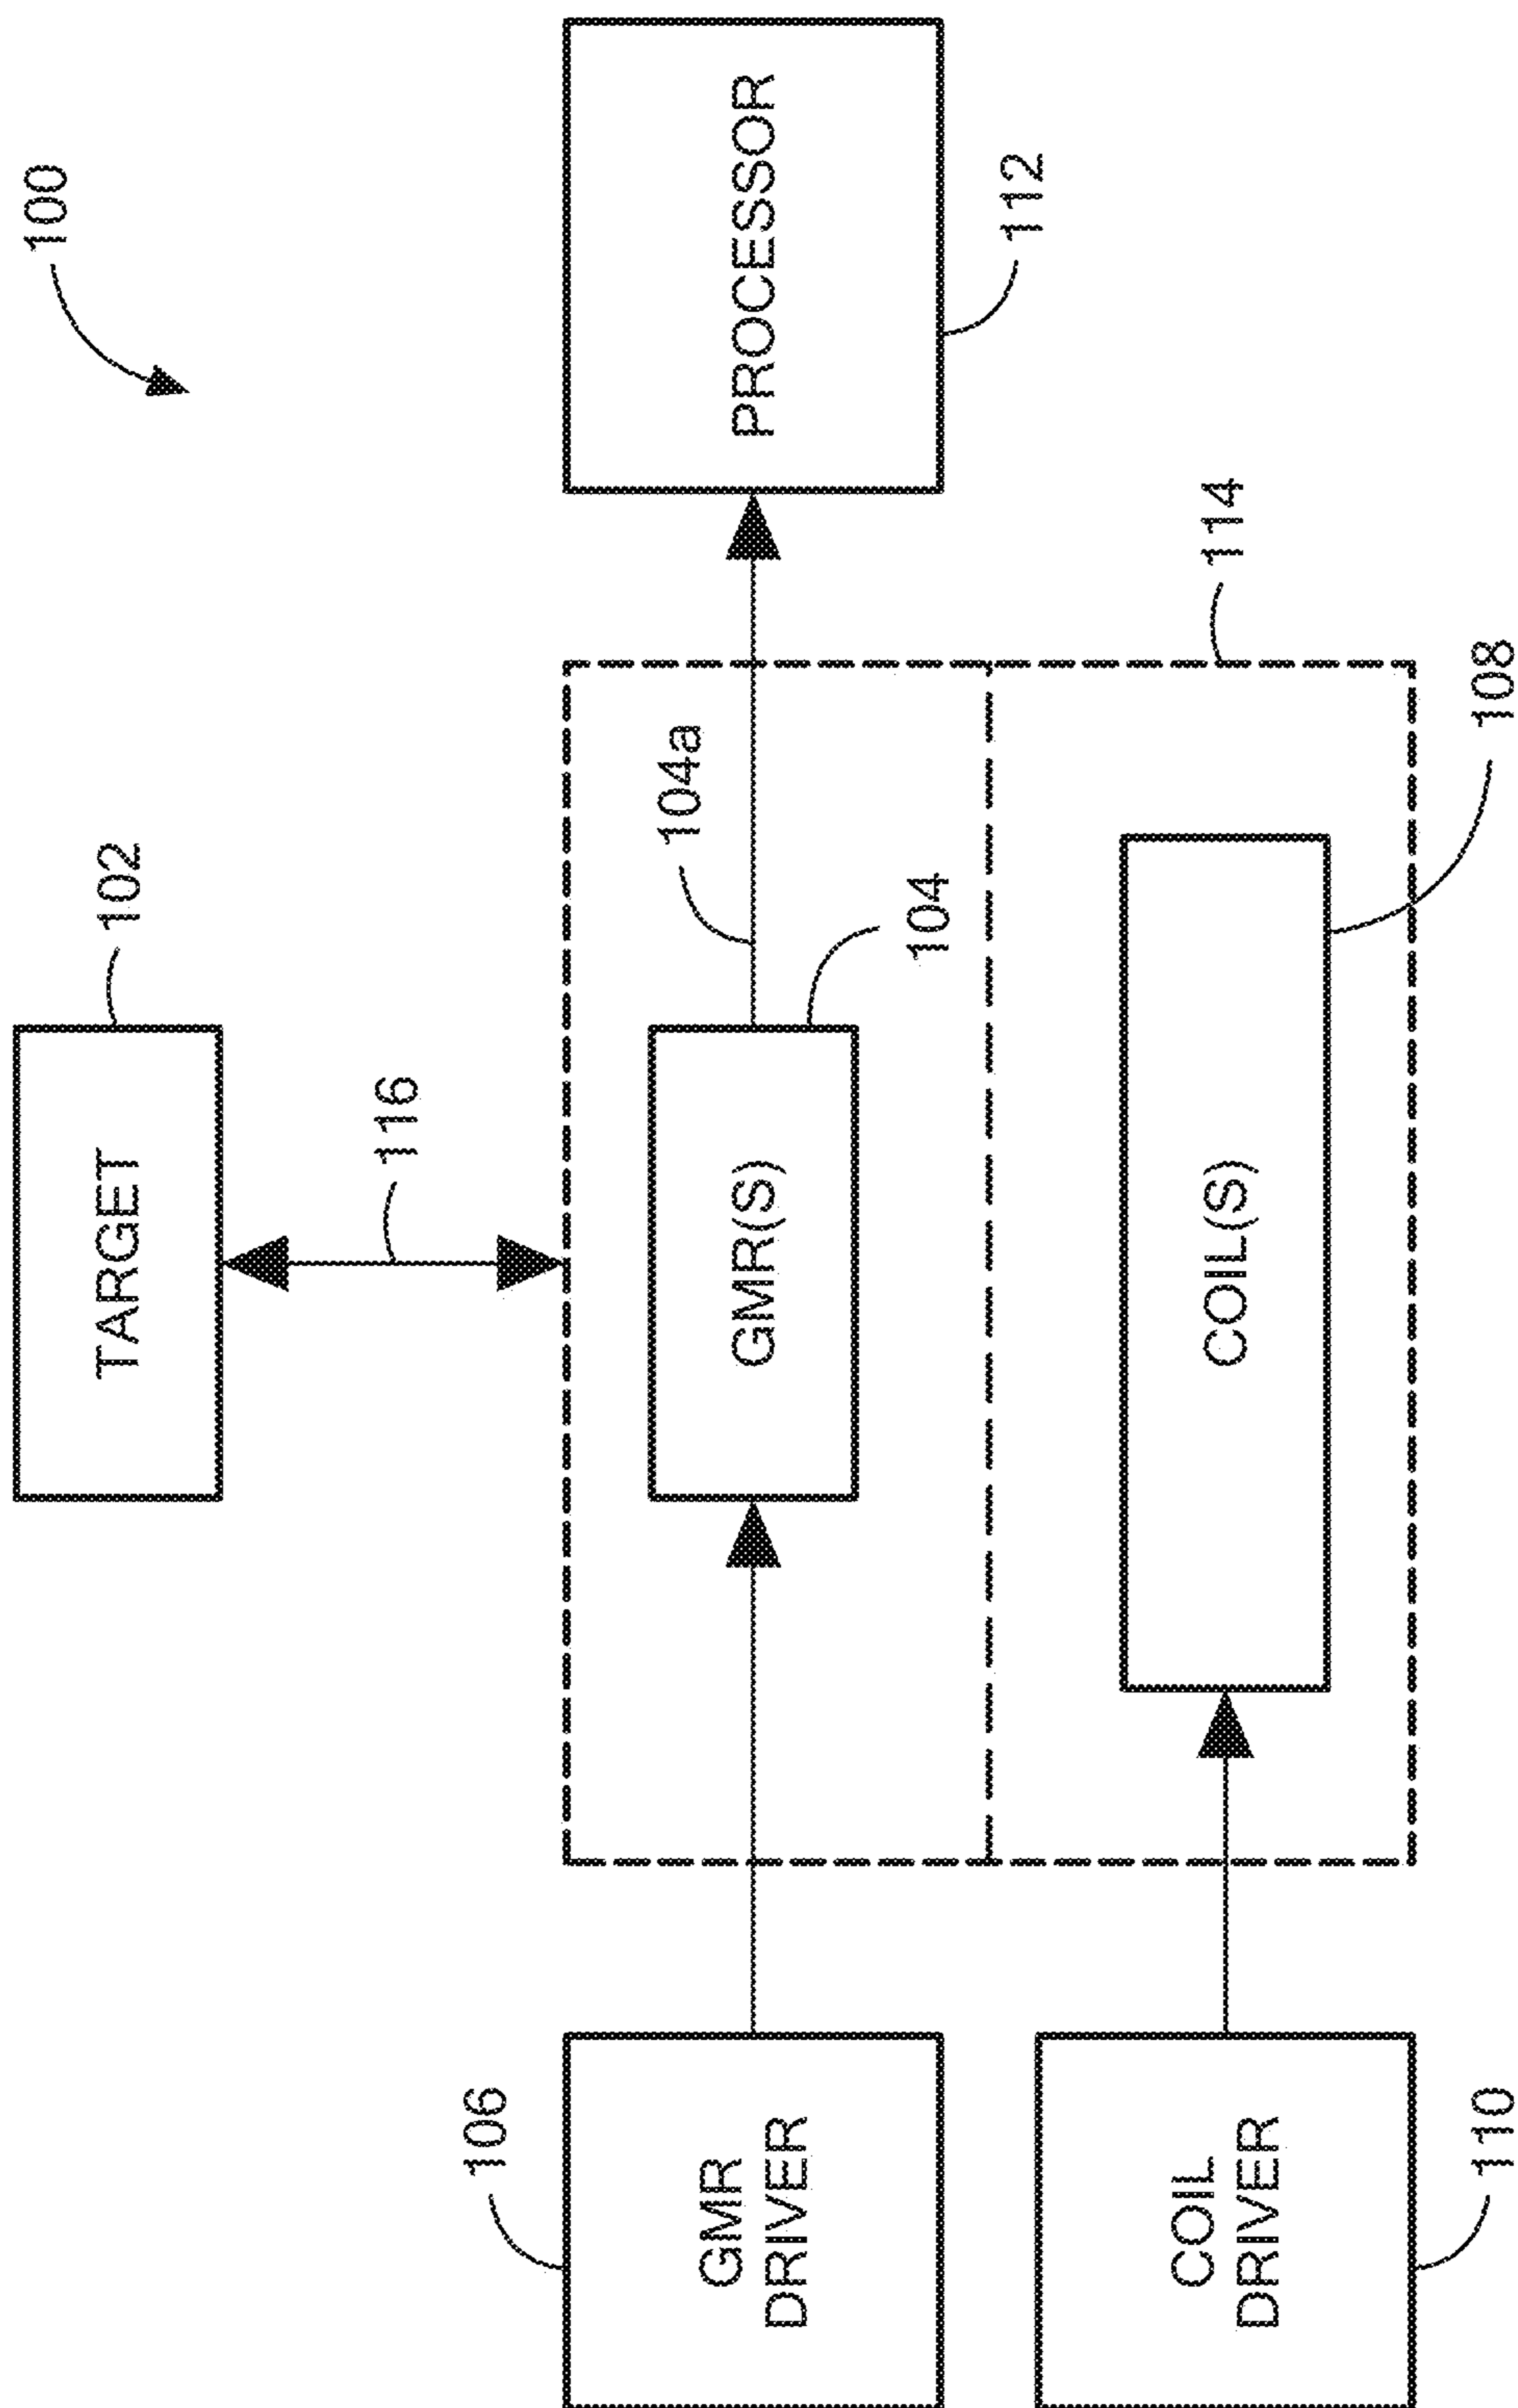 100
TARGET
102
116
GMR
DRIVER
106
GMR(S)
104
104a
PROCESSOR
112
114
COIL
DRIVER
110
COIL(S)
108